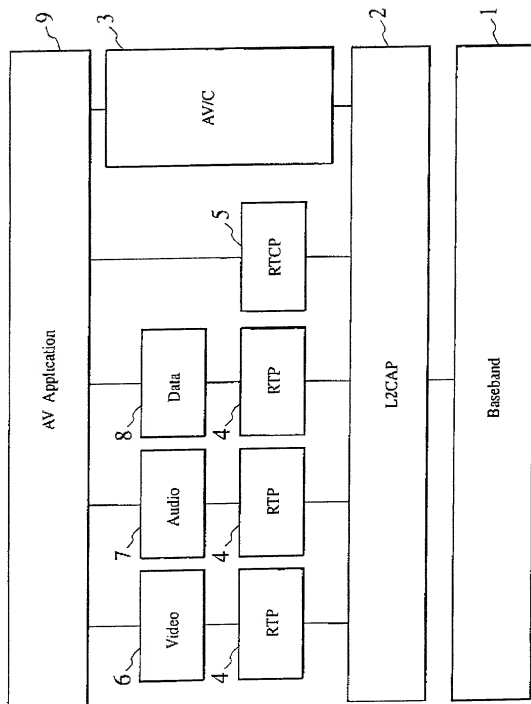 9
AV Application
3
AV/C
5
RTCP
8
Data
7
Audio
6
Video
4
RTP
4
RTP
4
RTP
2
L2CAP
1
Baseband